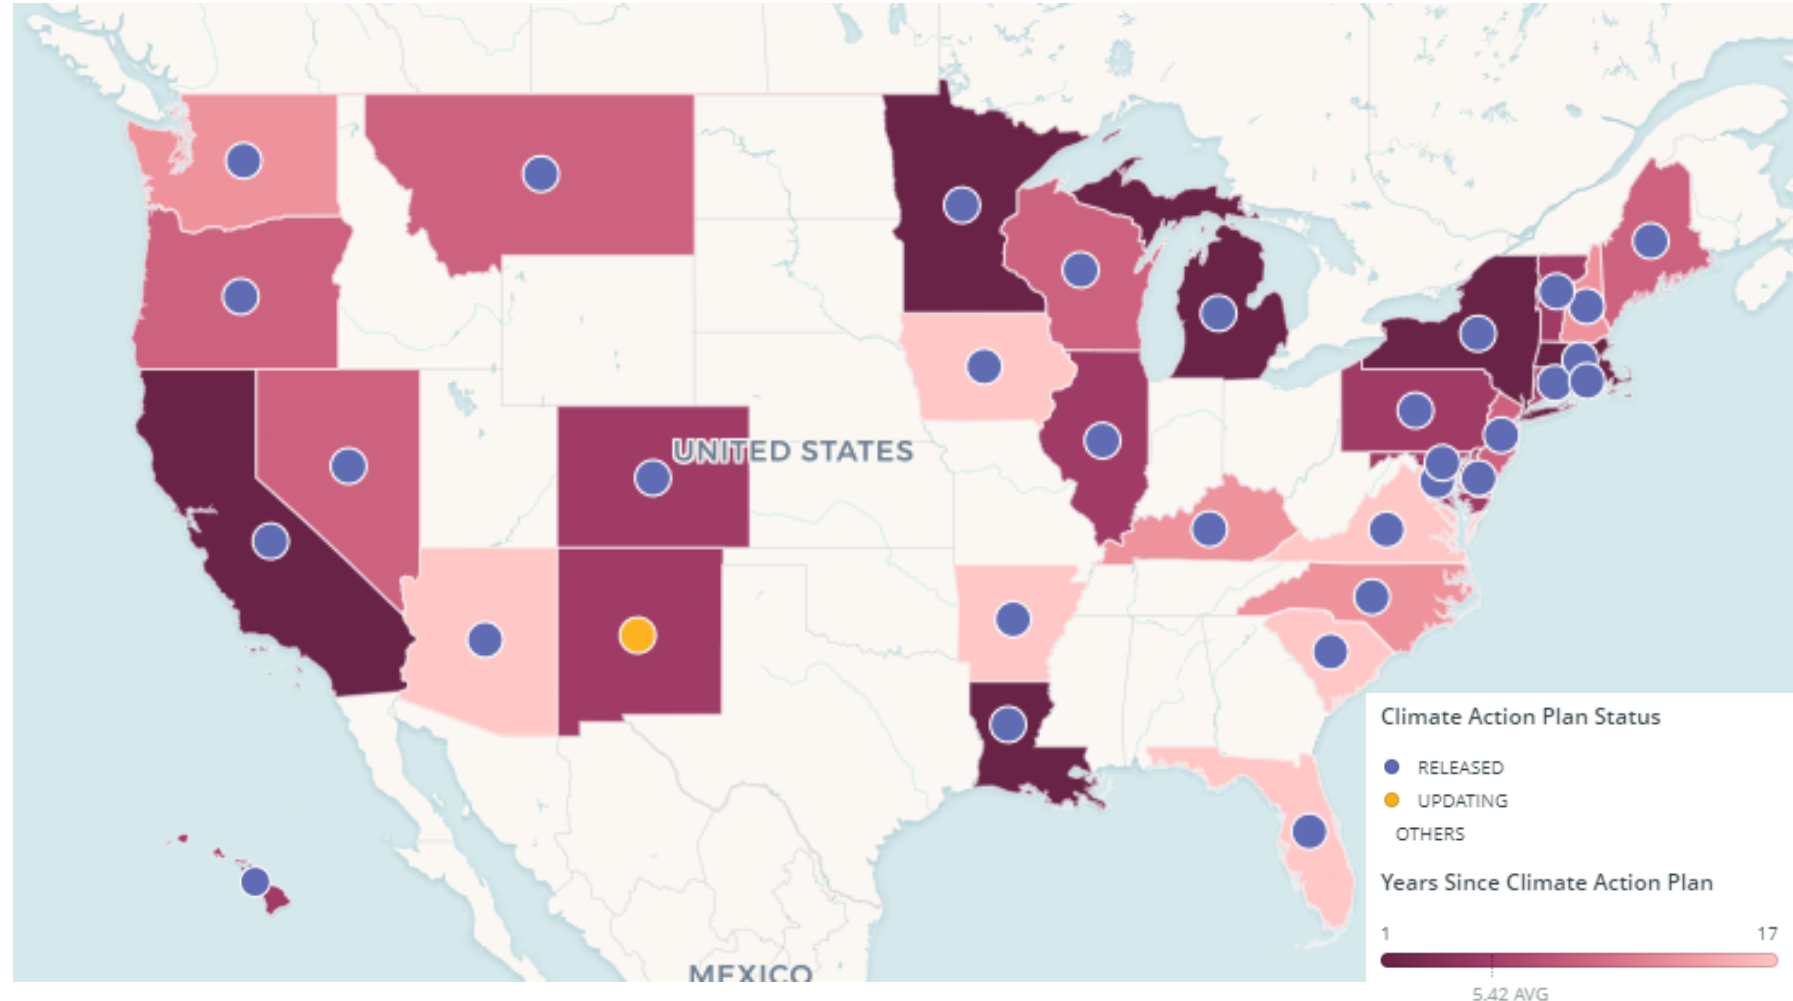 UNITED STATES
Climate Action Plan Status
RELEASED
UPDATING
OTHERS
Years Since Climate Action Plan
1 17
5.42 AVG
MEXICO